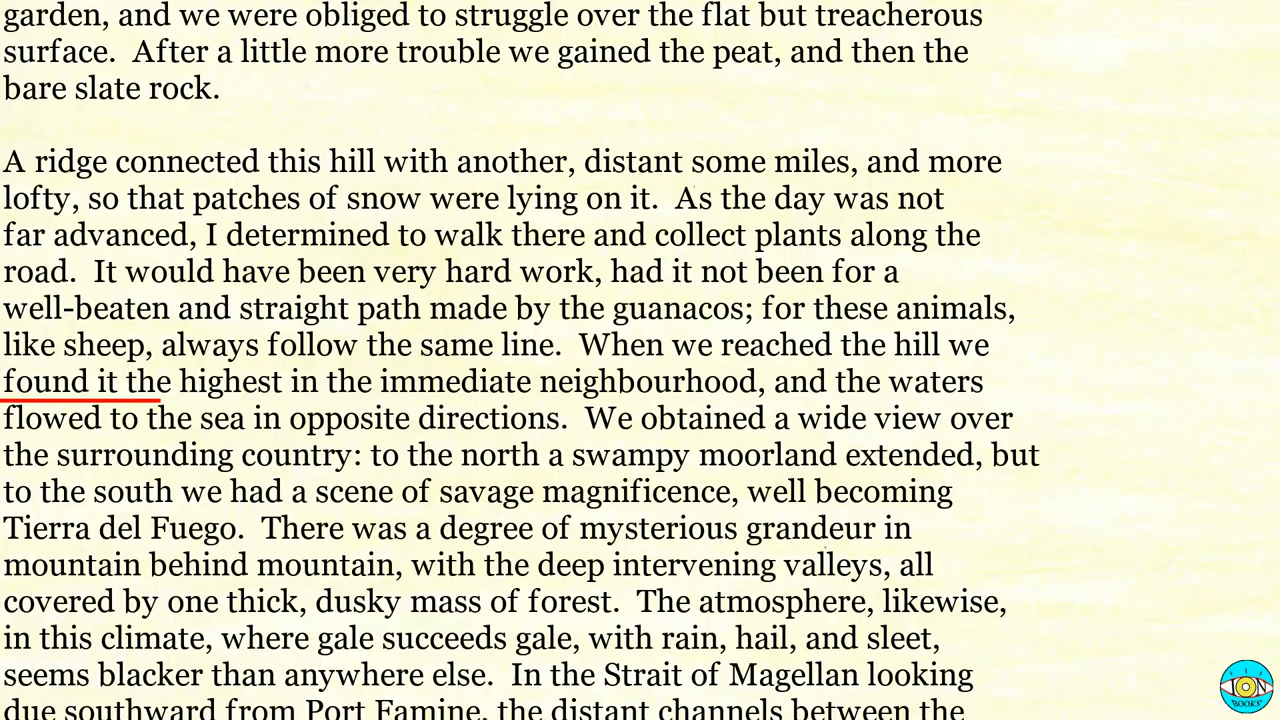 garden, and we were obliged to struggle over the flat but treacherous
surface.  After a little more trouble we gained the peat, and then the
bare slate rock.

A ridge connected this hill with another, distant some miles, and more
lofty, so that patches of snow were lying on it.  As the day was not
far advanced, I determined to walk there and collect plants along the
road.  It would have been very hard work, had it not been for a
well-beaten and straight path made by the guanacos; for these animals,
like sheep, always follow the same line.  When we reached the hill we
found it the highest in the immediate neighbourhood, and the waters
flowed to the sea in opposite directions.  We obtained a wide view over
the surrounding country: to the north a swampy moorland extended, but
to the south we had a scene of savage magnificence, well becoming
Tierra del Fuego.  There was a degree of mysterious grandeur in
mountain behind mountain, with the deep intervening valleys, all
covered by one thick, dusky mass of forest.  The atmosphere, likewise,
in this climate, where gale succeeds gale, with rain, hail, and sleet,
seems blacker than anywhere else.  In the Strait of Magellan looking
due southward from Port Famine, the distant channels between the
ION
BOOKS